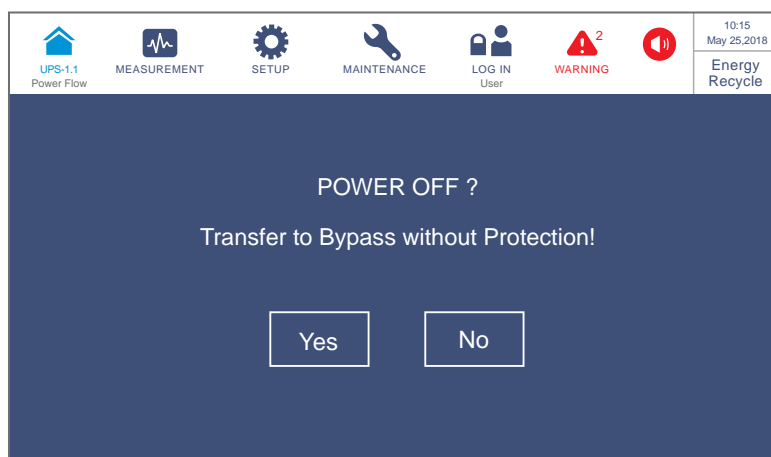 UPS-1.1
Power Flow
MEASUREMENT
SETUP
MAINTENANCE
LOG IN
User
2
WARNING
10:15
May 25,2018
Energy
Recycle
POWER OFF ?
Transfer to Bypass without Protection!
Yes
No